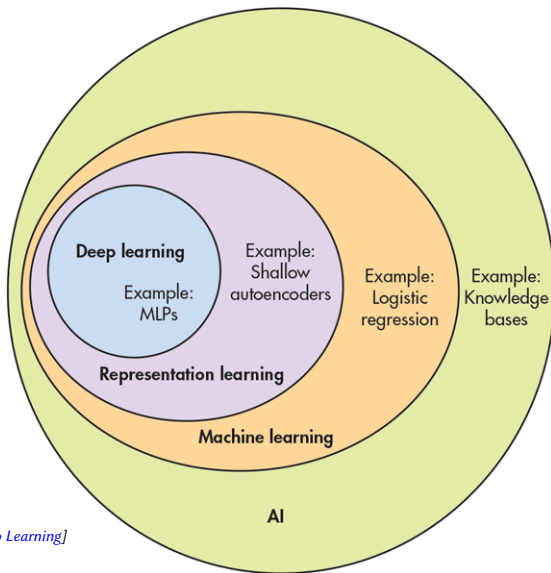 Deep learning
Example:
MLPs
Example:
Shallow
autoencoders
Example:
Logistic
regression
Example:
Knowledge
bases
Representation learning
Machine learning
AI
Learning]